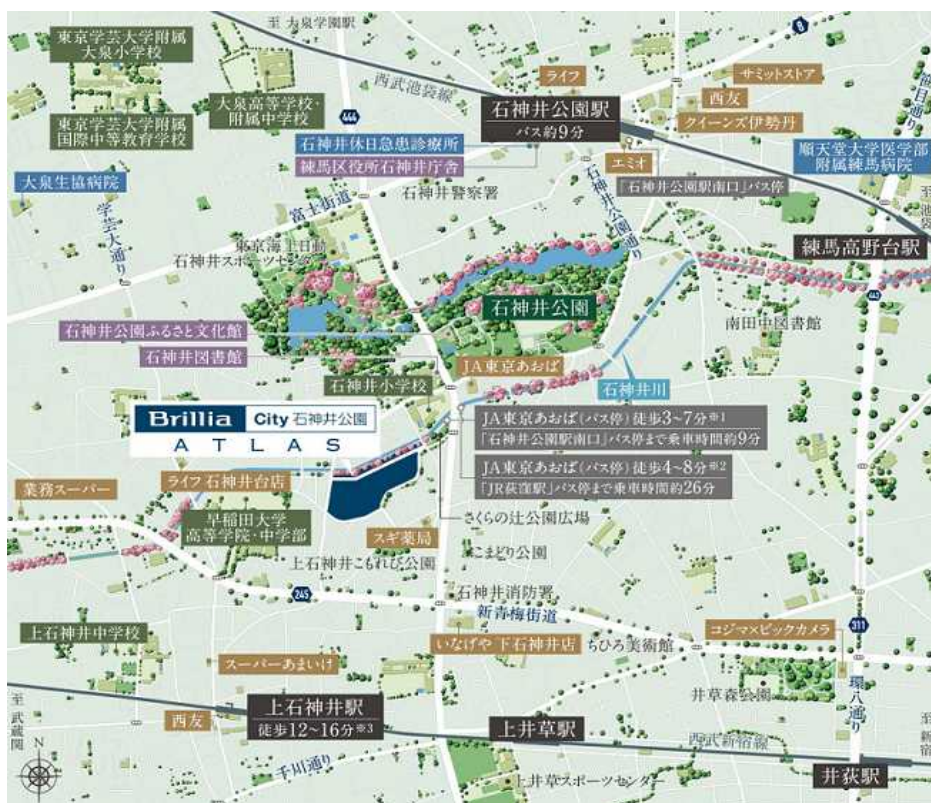 至 大泉学園駅
東京学芸大学附属
大泉小学校
東京学芸大学附属
国際中等教育学校
大泉高等学校・
附属中学校
444
西武池袋線
ライフ
8
サミットストア
西友
クイーンズ伊勢丹
笹目通り
石神井公園駅
バス約9分
石神井休日急患診療所
練馬区役所石神井庁舎
エミオ
「石神井公園駅南口」バス停
順天堂大学医学部
附属練馬病院
至 池袋
大泉生協病院
学芸大通り
富士街道
石神井警察署
石神井公園通り
練馬高野台駅
東京海上日動
石神井スポーツセンター
石神井公園
442
南田中図書館
石神井公園ふるさと文化館
石神井図書館
石神井小学校
JA東京あおば
石神井川
Brillia City 石神井公園
ATLAS
JA東京あおば(バス停)徒歩3~7分※1
「石神井公園駅南口」バス停まで乗車時間約9分
JA東京あおば(バス停)徒歩4~8分※2
「JR荻窪駅」バス停まで乗車時間約26分
業務スーパー
ライフ 石神井台店
早稲田大学
高等学院・中学部
さくらの辻公園広場
スギ薬局
上石神井こもれび公園
こまどり公園
245
石神井消防署
新青梅街道
311
上石神井中学校
いなげや 下石神井店
ちひろ美術館
コジマ×ビックカメラ
スーパーあまいけ
井草森公園
環八通り
至 武蔵関
西友
上石神井駅
徒歩12~16分※3
上井草駅
西武新宿線
至 新宿
N
千川通り
上井草スポーツセンター
井荻駅